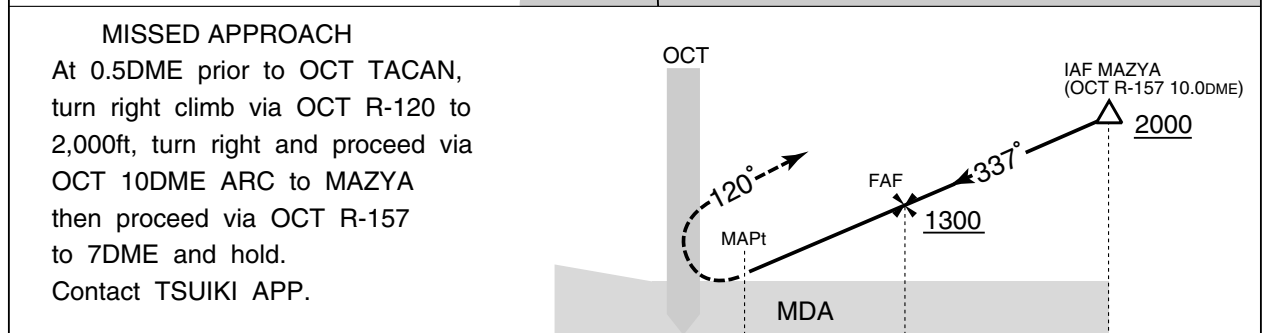 MISSED APPROACH
At 0.5DME prior to OCT TACAN,
turn right climb via OCT R-120 to
2,000ft, turn right and proceed via
OCT 10DME ARC to MAZYA
then proceed via OCT R-157
to 7DME and hold.
Contact TSUIKI APP.
OCT
IAF MAZYA
(OCT R-157 10.0DME)
2000
337°
120°
FAF
1300
MAPt
MDA